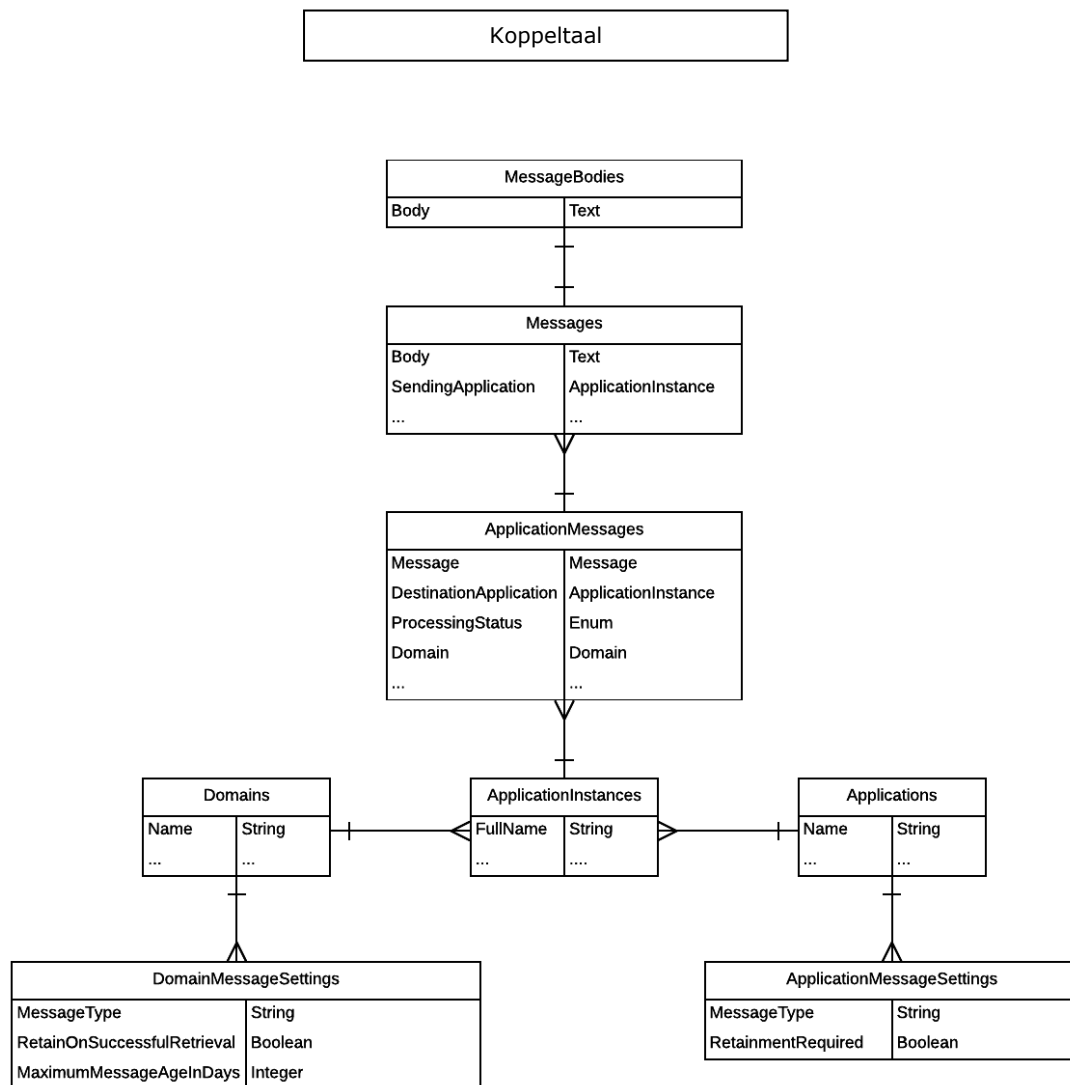 Koppeltaal
MessageBodies
Body Text
Messages
Body Text
SendingApplication ApplicationInstance
... ...
ApplicationMessages
Message Message
DestinationApplication ApplicationInstance
ProcessingStatus Enum
Domain Domain
... ...
Domains
Name String
... ...
ApplicationInstances
FullName String
... ....
Applications
Name String
... ...
DomainMessageSettings
MessageType String
RetainOnSuccessfulRetrieval Boolean
MaximumMessageAgeInDays Integer
ApplicationMessageSettings
MessageType String
RetainmentRequired Boolean